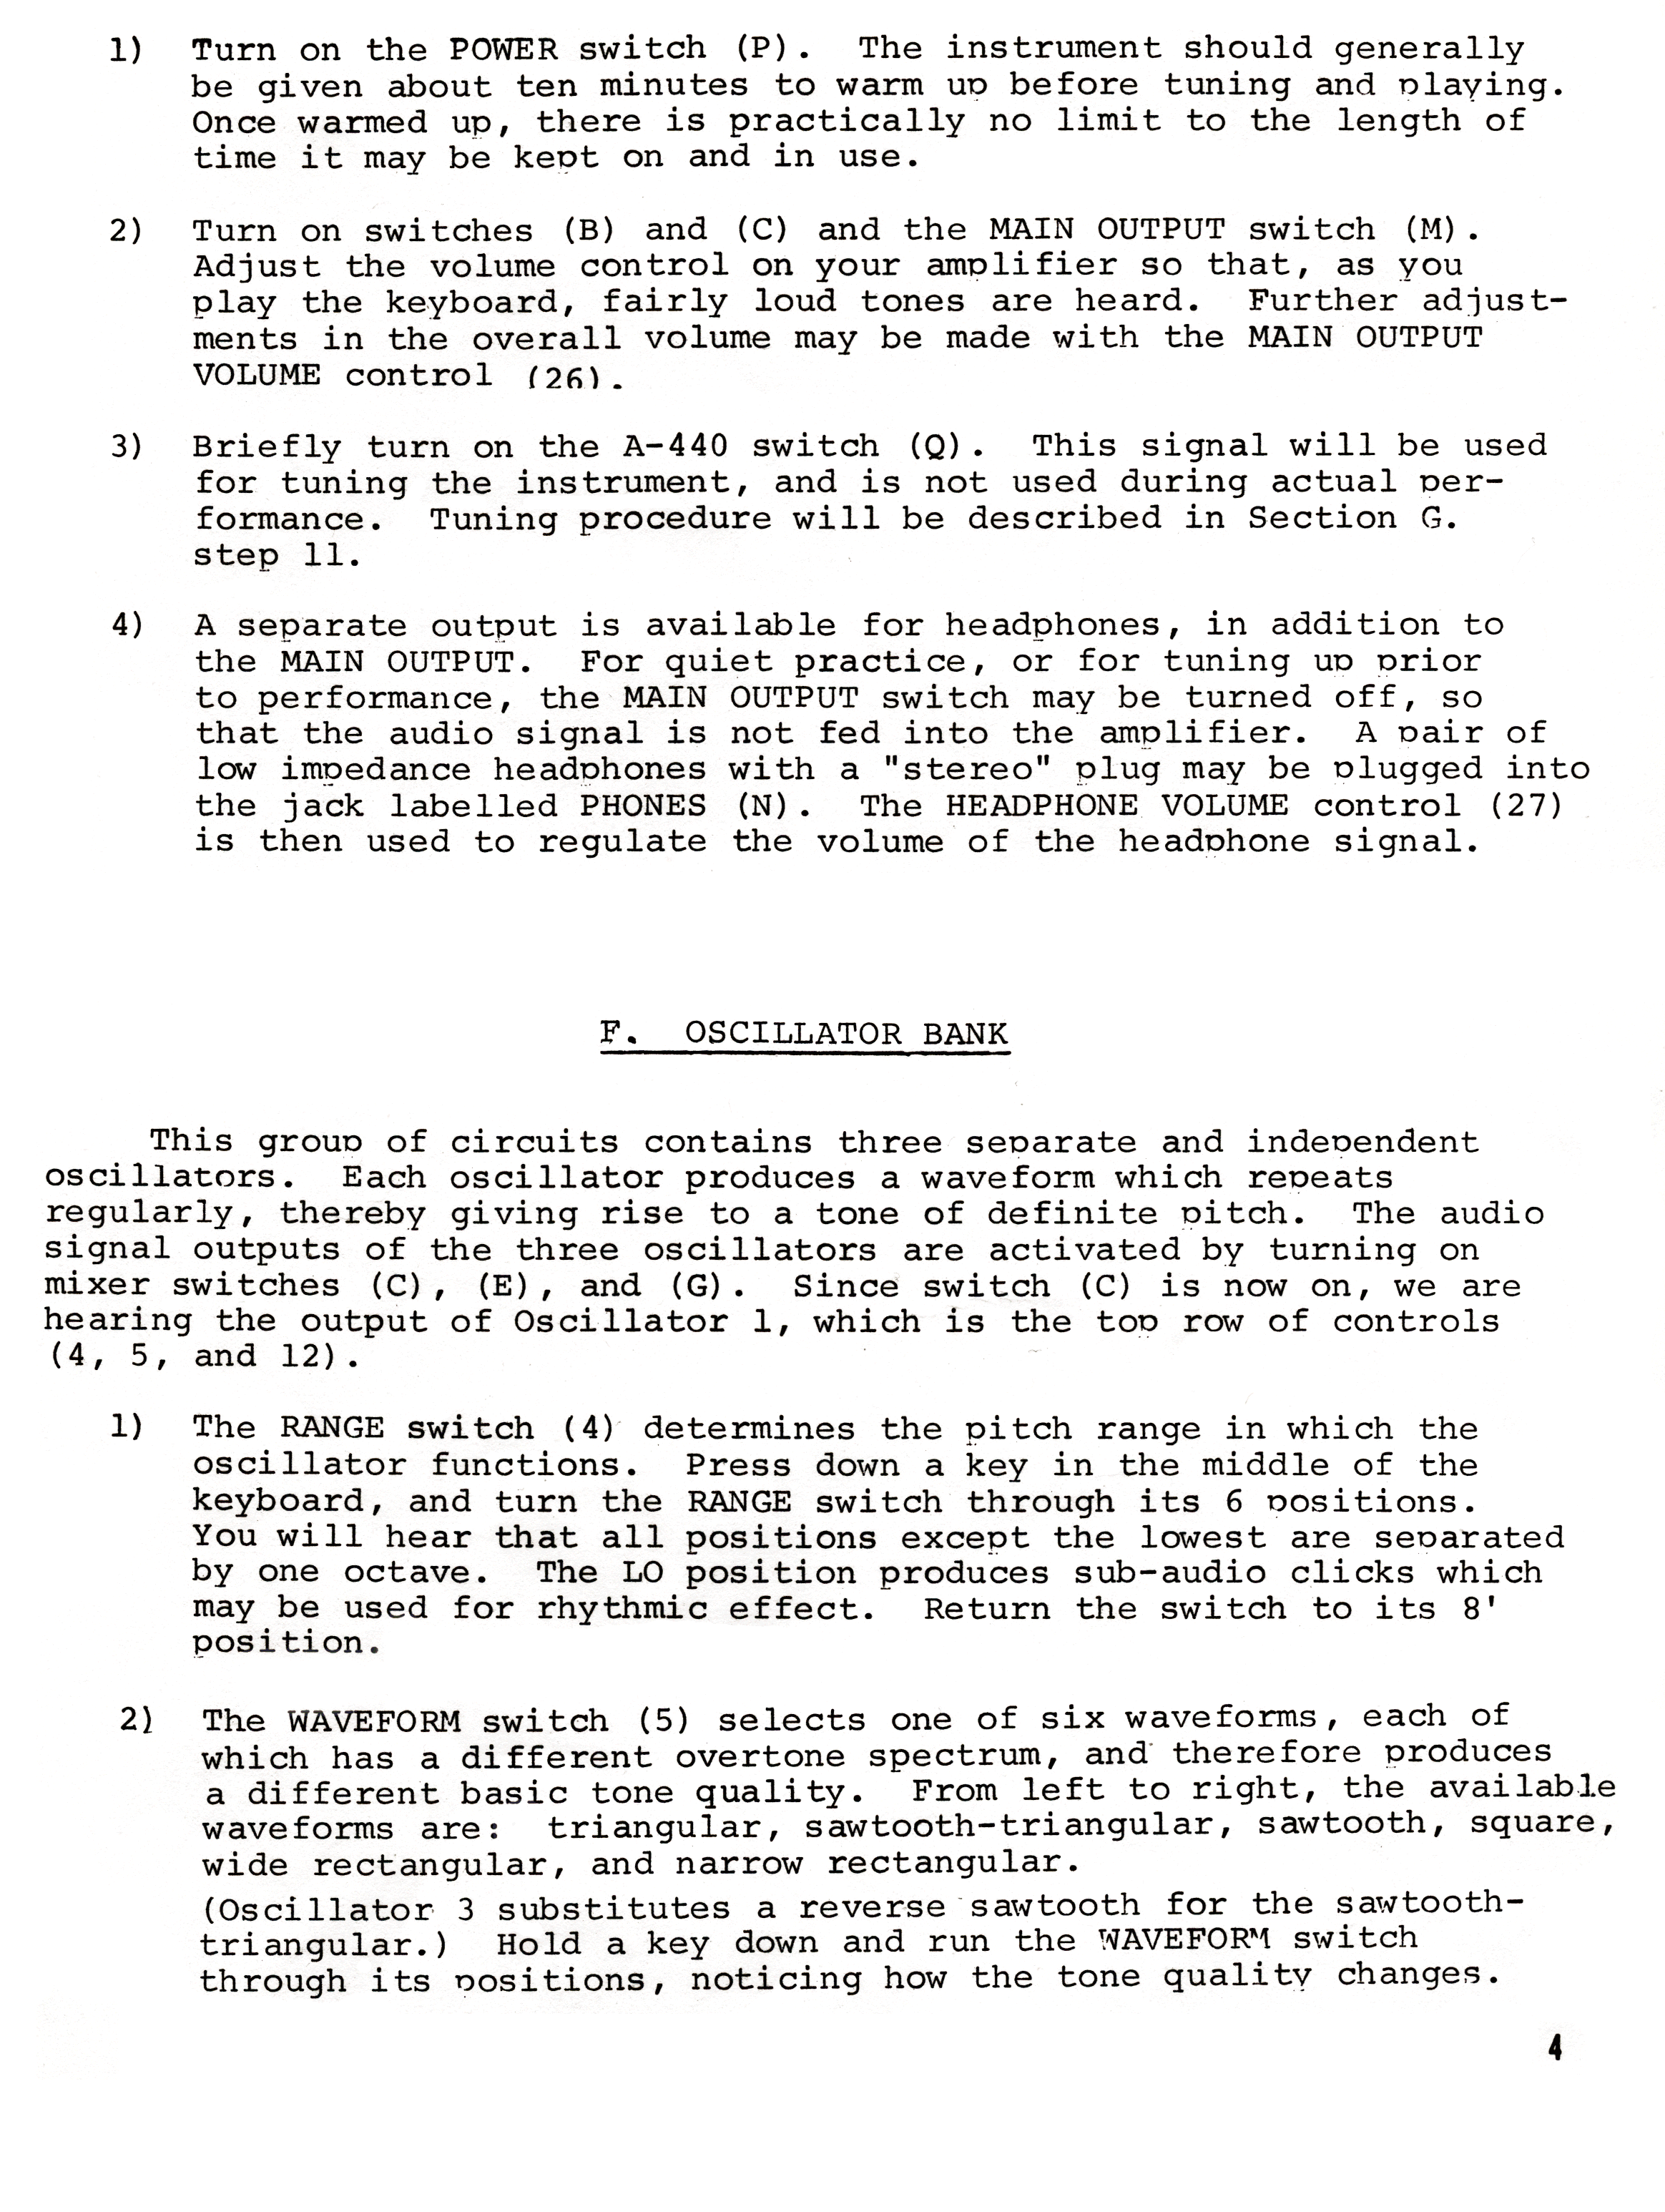 1) Turn on the POWER switch (P). The instrument should generally
be given about ten minutes to warm up before tuning and playing.
Once warmed up, there is practically no limit to the length of
time it may be kept on and in use.
2) Turn on switches (B) and (C) and the MAIN OUTPUT switch (M).
Adjust the volume control on your amplifier so that, as you
play the keyboard, fairly loud tones are heard. Further adjust-
ments in the overall volume may be made with the MAIN OUTPUT
VOLUME control (26).
3) Briefly turn on the A-440 switch (Q). This signal will be used
for tuning the instrument, and is not used during actual per-
formance. Tuning procedure will be described in Section G.
step 11.
4) A separate output is available for headphones, in addition to
the MAIN OUTPUT. For quiet practice, or for tuning up prior
to performance, the MAIN OUTPUT switch may be turned off, so
that the audio signal is not fed into the amplifier. A pair of
low impedance headphones with a "stereo" plug may be plugged into
the jack labelled PHONES (N). The HEADPHONE VOLUME control (27)
is then used to regulate the volume of the headphone signal.
F. OSCILLATOR BANK
This group of circuits contains three separate and independent
oscillators. Each oscillator produces a waveform which repeats
regularly, thereby giving rise to a tone of definite pitch. The audio
signal outputs of the three oscillators are activated by turning on
mixer switches (C), (E), and (G). Since switch (C) is now on, we are
hearing the output of Oscillator 1, which is the top row of controls
(4, 5, and 12).
1) The RANGE switch (4) determines the pitch range in which the
oscillator functions. Press down a key in the middle of the
keyboard, and turn the RANGE switch through its 6 positions.
You will hear that all positions except the lowest are separated
by one octave. The LO position produces sub-audio clicks which
may be used for rhythmic effect. Return the switch to its 8'
position.
2) The WAVEFORM switch (5) selects one of six waveforms, each of
which has a different overtone spectrum, and therefore produces
a different basic tone quality. From left to right, the available
waveforms are: triangular, sawtooth-triangular, sawtooth, square,
wide rectangular, and narrow rectangular.
(Oscillator 3 substitutes a reverse sawtooth for the sawtooth-
triangular.) Hold a key down and run the WAVEFORM switch
through its positions, noticing how the tone quality changes.
4